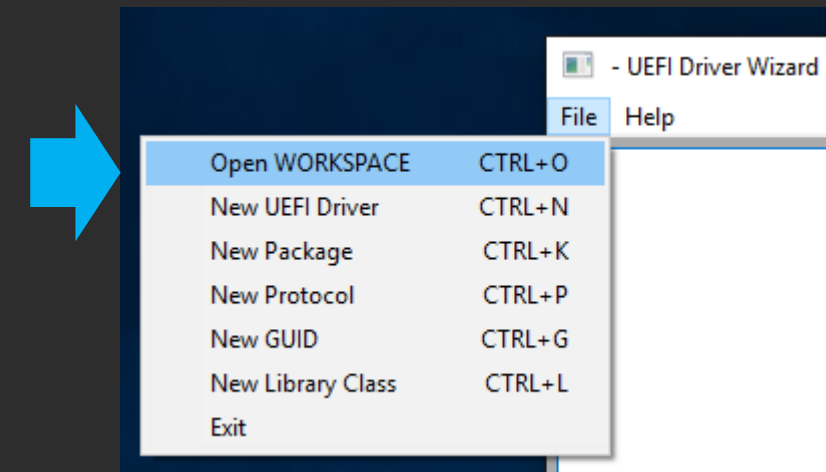 - UEFI Driver Wizard
File Help
Open WORKSPACE CTRL+O
New UEFI Driver CTRL+N
New Package CTRL+K
New Protocol CTRL+P
New GUID CTRL+G
New Library Class CTRL+L
Exit